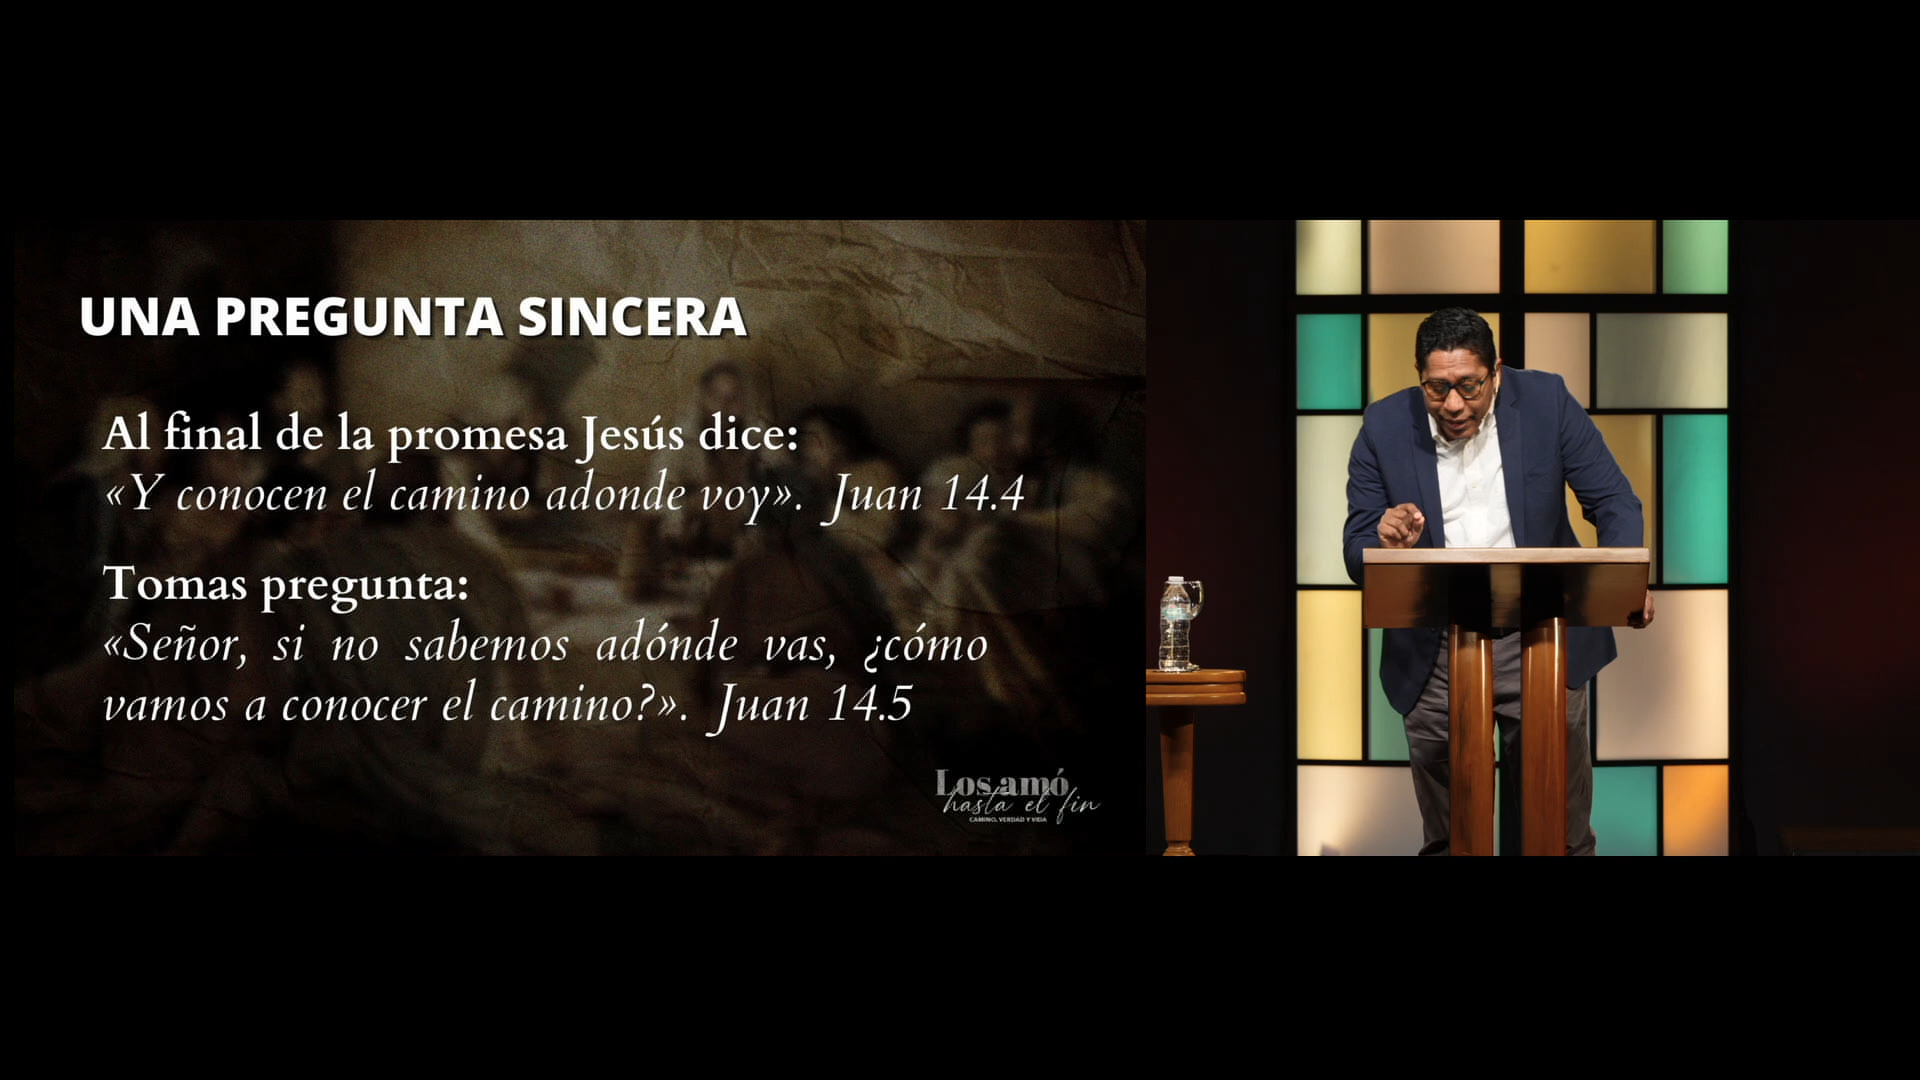 UNA PREGUNTA SINCERA
Al final de la promesa Jesús dice:
«Y conocen el camino adonde voy». Juan 14.4
Tomas pregunta:
«Señor, si no sabemos adónde vas, ¿cómo
vamos a conocer el camino?». Juan 14.5
Los amó
hasta el fin
CAMINO, VERDAD Y VIDA